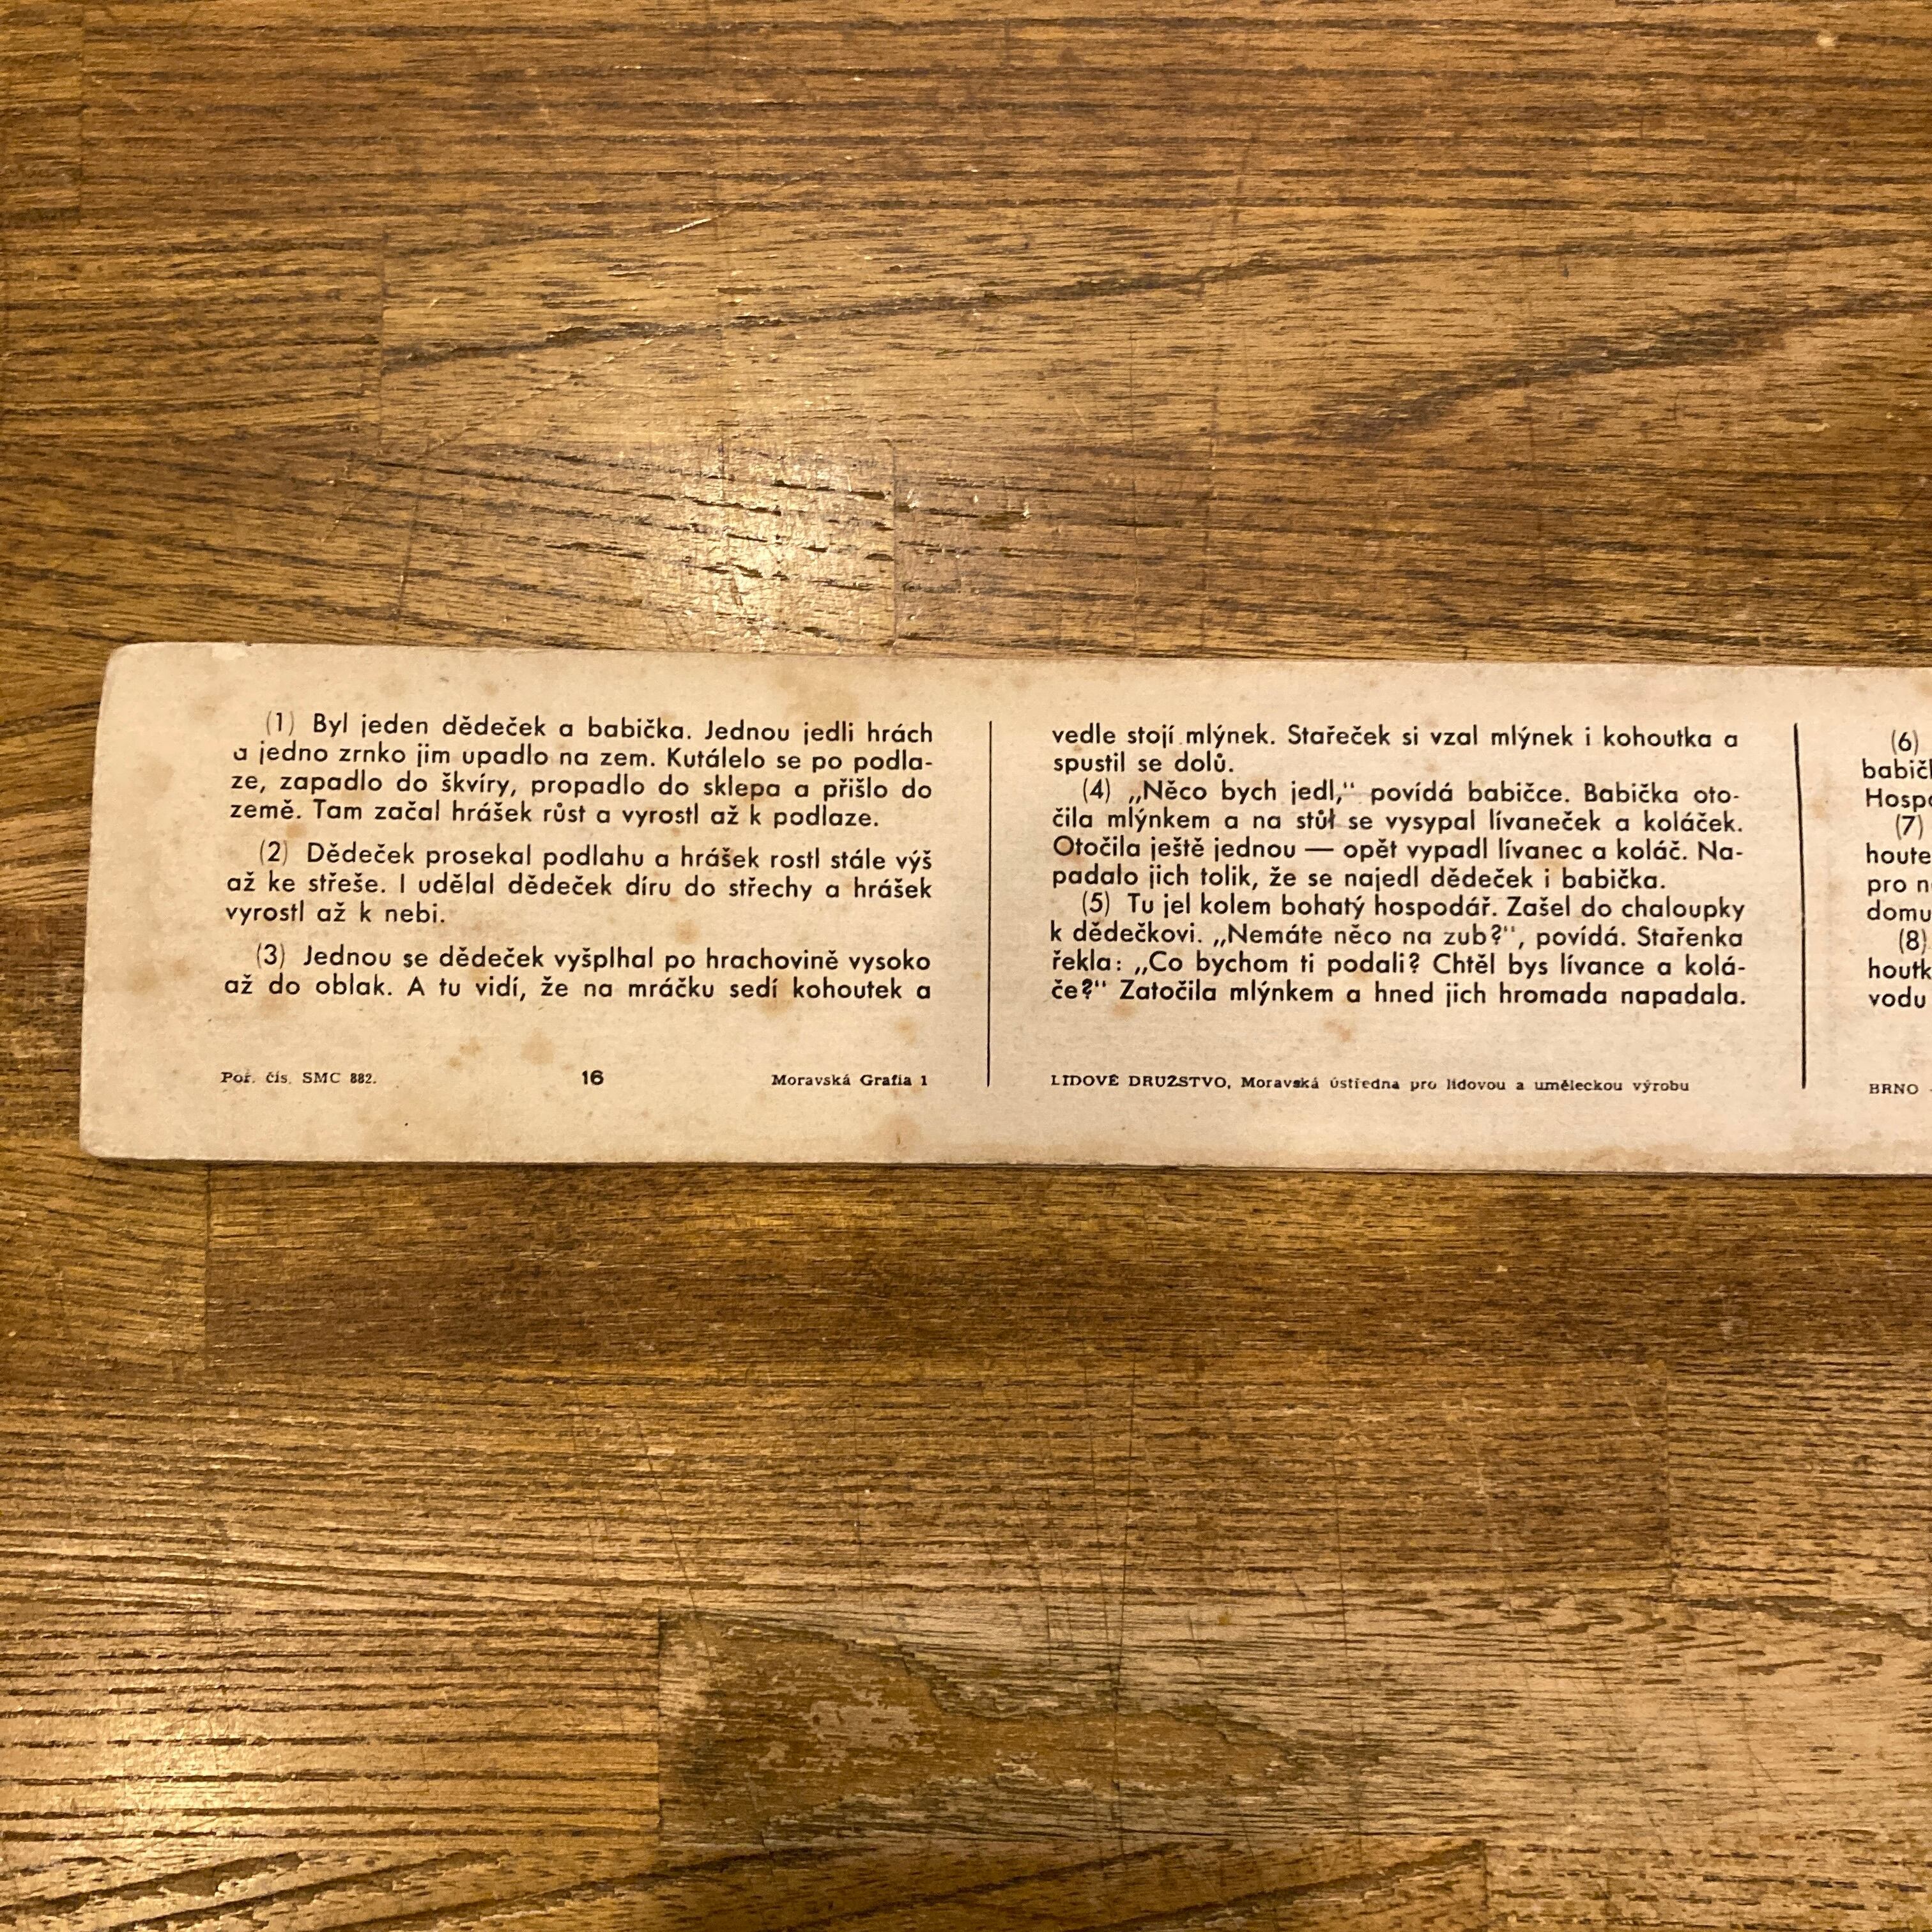 (1) Byl jeden dědeček a babička. Jednou jedli hrách
a jedno zrnko jim upadlo na zem. Kutálelo se po podla-
ze, zapadlo do škvíry, propadlo do sklepa a přišlo do
země. Tam začal hrášek růst a vyrostl až k podlaze.
(2) Dědeček prosekal podlahu a hrášek rostl stále výš
až ke střeše. I udělal dědeček díru do střechy a hrášek
vyrostl až k nebi.
(3) Jednou se dědeček vyšplhal po hrachovině vysoko
až do oblak. A tu vidí, že na mráčku sedí kohoutek a
Poř. čís. SMC 882. 16 Moravská Grafia 1
vedle stojí mlýnek. Stařeček si vzal mlýnek i kohoutka a
spustil se dolů.
(4) „Něco bych jedl,“ povídá babičce. Babička oto-
čila mlýnkem a na stůl se vysypal lívaneček a koláček.
Otočila ještě jednou — opět vypadl lívanec a koláč. Na-
padalo jich tolik, že se najedl dědeček i babička.
(5) Tu jel kolem bohatý hospodář. Zašel do chaloupky
k dědečkovi. „Nemáte něco na zub?“, povídá. Stařenka
řekla: „Co bychom ti podali? Chtěl bys lívance a kolá-
če?“ Zatočila mlýnkem a hned jich hromada napadala.
LIDOVÉ DRUŽSTVO, Moravská ústředna pro lidovou a uměleckou výrobu
(6)
(7)
pro
domu
(8)
vodu
BRNO